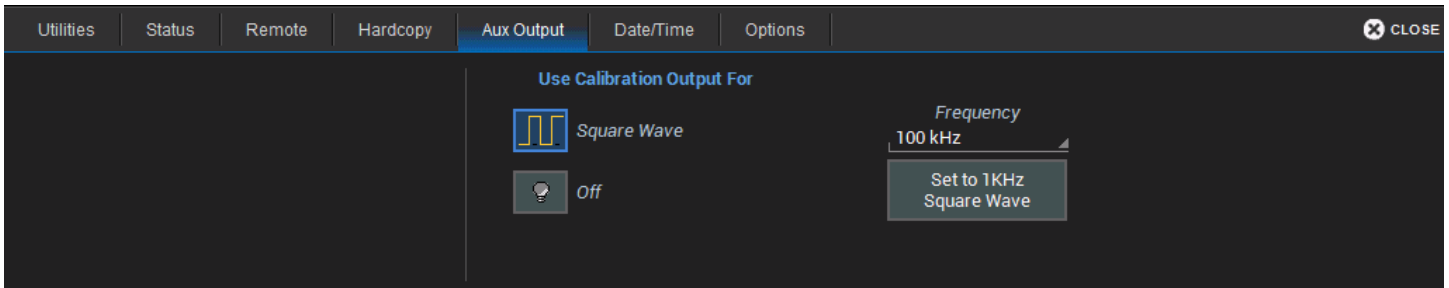 Utilities Status Remote Hardcopy Aux Output Date/Time Options CLOSE
Use Calibration Output For
Square Wave
Off
Frequency
100 kHz
Set to 1KHz
Square Wave